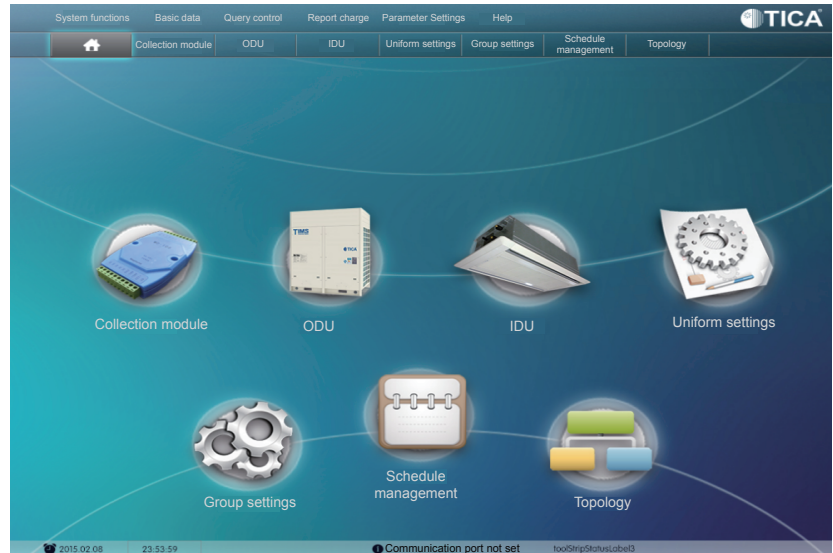 System functions Basic data Query control Report charge Parameter Settings Help
TICA
Collection module ODU IDU Uniform settings Group settings Schedule management Topology
TIMS
TICA
Collection module
ODU
IDU
Uniform settings
Group settings
Schedule
management
Topology
2015 02 08 23:53:59 Communication port not set toolStripStatusLabel3